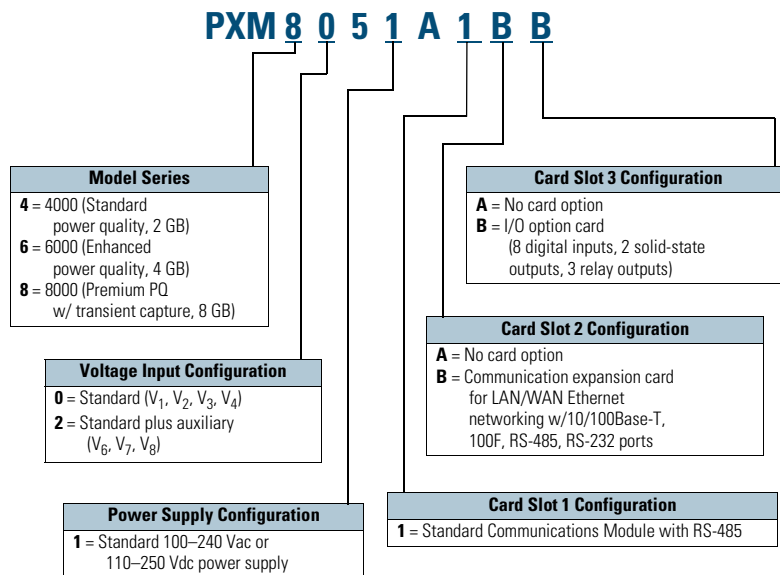 PXM 8 0 5 1 A 1 B B
Model Series
4 = 4000 (Standard
power quality, 2 GB)
6 = 6000 (Enhanced
power quality, 4 GB)
8 = 8000 (Premium PQ
w/ transient capture, 8 GB)
Voltage Input Configuration
0 = Standard (V1, V2, V3, V4)
2 = Standard plus auxiliary
(V6, V7, V8)
Power Supply Configuration
1 = Standard 100–240 Vac or
110–250 Vdc power supply
Card Slot 3 Configuration
A = No card option
B = I/O option card
(8 digital inputs, 2 solid-state
outputs, 3 relay outputs)
Card Slot 2 Configuration
A = No card option
B = Communication expansion card
for LAN/WAN Ethernet
networking w/10/100Base-T,
100F, RS-485, RS-232 ports
Card Slot 1 Configuration
1 = Standard Communications Module with RS-485